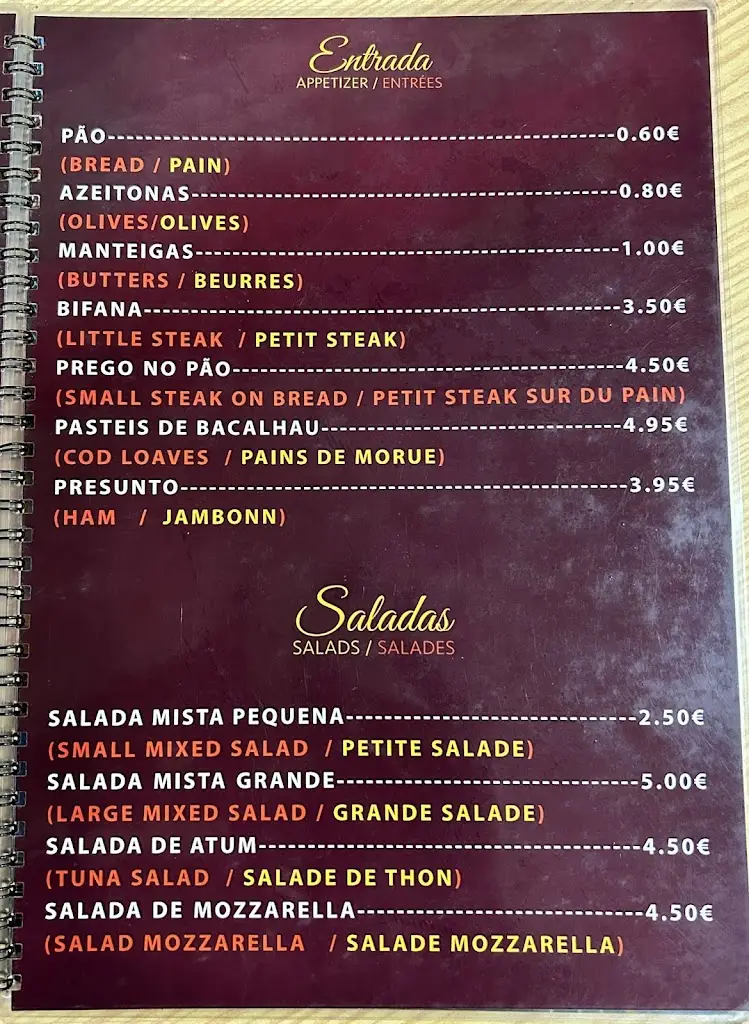 Entrada
APPETIZER / ENTRÉES
PÃO------------------------------------------------0.60€
(BREAD / PAIN)
AZEITONAS----------------------------------------0.80€
(OLIVES/OLIVES)
MANTEIGAS----------------------------------------1.00€
(BUTTERS / BEURRES)
BIFANA---------------------------------------------3.50€
(LITTLE STEAK / PETIT STEAK)
PREGO NO PÃO-------------------------------------4.50€
(SMALL STEAK ON BREAD / PETIT STEAK SUR DU PAIN)
PASTEIS DE BACALHAU----------------------------4.95€
(COD LOAVES / PAINS DE MORUE)
PRESUNTO------------------------------------------3.95€
(HAM / JAMBONN)
Saladas
SALADS / SALADES
SALADA MISTA PEQUENA---------------------------2.50€
(SMALL MIXED SALAD / PETITE SALADE)
SALADA MISTA GRANDE----------------------------5.00€
(LARGE MIXED SALAD / GRANDE SALADE)
SALADA DE ATUM-----------------------------------4.50€
(TUNA SALAD / SALADE DE THON)
SALADA DE MOZZARELLA--------------------------4.50€
(SALAD MOZZARELLA / SALADE MOZZARELLA)